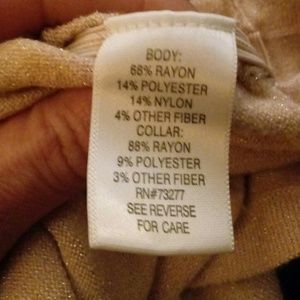 BODY:
68% RAYON
14% POLYESTER
14% NYLON
4% OTHER FIBER
COLLAR:
88% RAYON
9% POLYESTER
3% OTHER FIBER
RN#73277
SEE REVERSE
FOR CARE